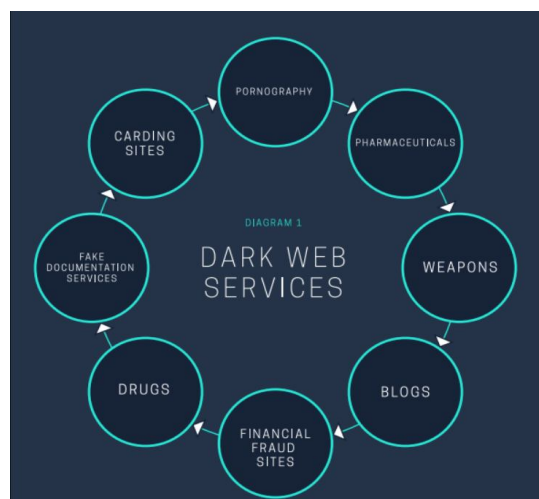 PORNOGRAPHY
PHARMACEUTICALS
WEAPONS
BLOGS
FINANCIAL
FRAUD
SITES
DRUGS
FAKE
DOCUMENTATION
SERVICES
CARDING
SITES
DIAGRAM 1
DARK WEB
SERVICES